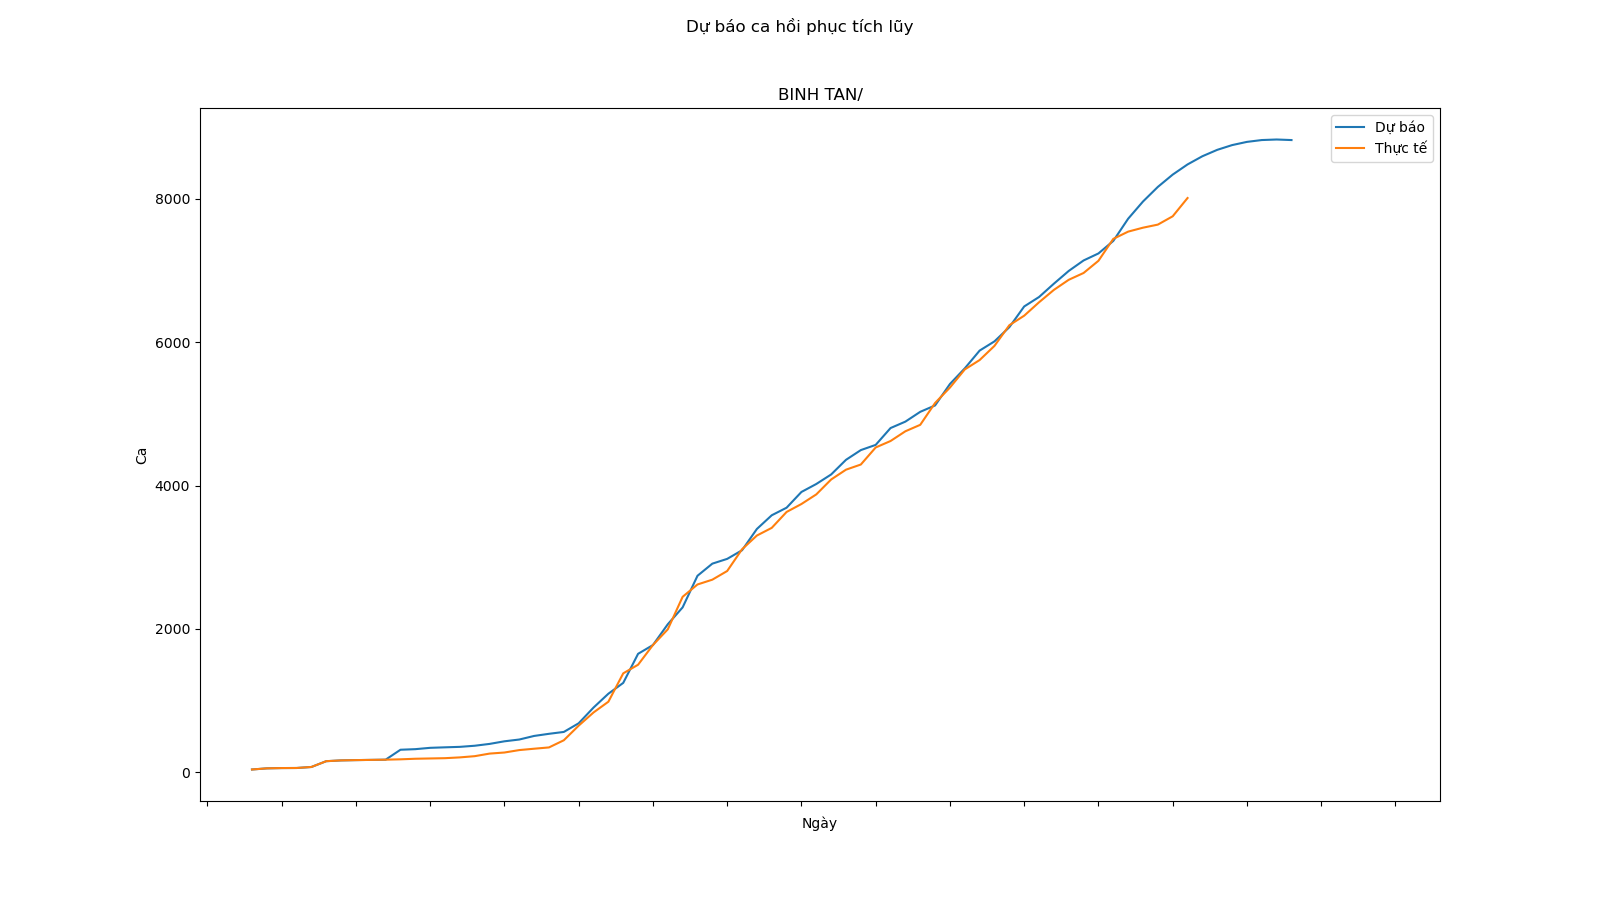 Dự báo ca hồi phục tích lũy
BINH TAN/
Dự báo
Thực tế
8000
6000
4000
2000
0
Ca
Ngày